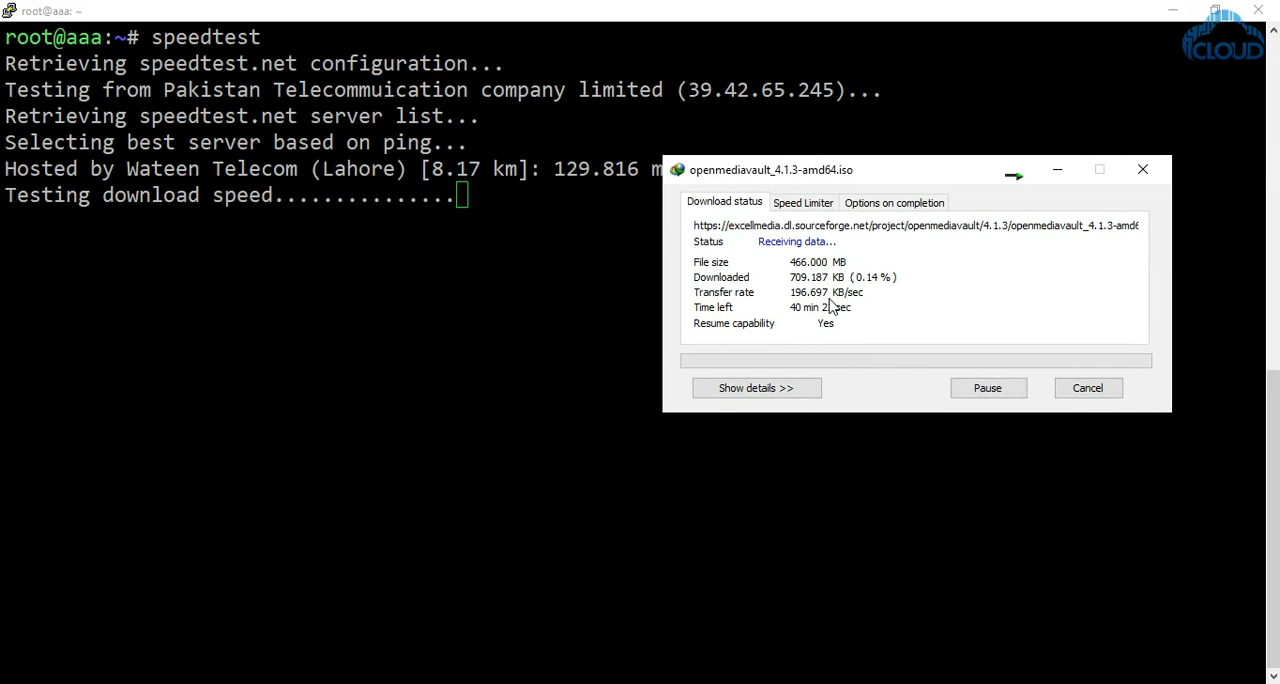 root@aaa: ~
root@aaa:~# speedtest
Retrieving speedtest.net configuration...
Testing from Pakistan Telecommuication company limited (39.42.65.245)...
Retrieving speedtest.net server list...
Selecting best server based on ping...
Hosted by Wateen Telecom (Lahore) [8.17 km]: 129.816 m
Testing download speed...............
CLOUD
openmediavault_4.1.3-amd64.iso
Download status Speed Limiter Options on completion
https://excellmedia.dl.sourceforge.net/project/openmediavault/4.1.3/openmediavault_4.1.3-amd6
Status Receiving data...
File size 466.000 MB
Downloaded 709.187 KB ( 0.14 % )
Transfer rate 196.697 KB/sec
Time left 40 min 2 sec
Resume capability Yes
Show details >> Pause Cancel